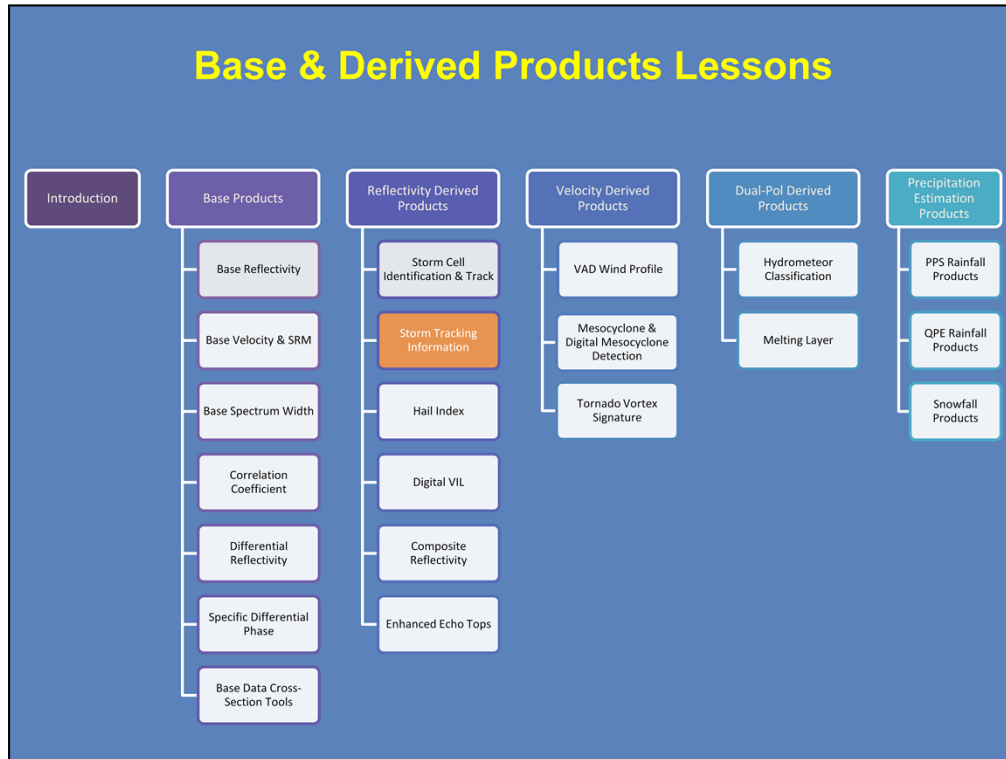 Base & Derived Products Lessons
Introduction
Base Products
Base Reflectivity
Base Velocity & SRM
Base Spectrum Width
Correlation
Coefficient
Differential
Reflectivity
Specific Differential
Phase
Base Data Cross-
Section Tools
Reflectivity Derived
Products
Storm Cell
Identification & Track
Storm Tracking
Information
Hail Index
Digital VIL
Composite
Reflectivity
Enhanced Echo Tops
Velocity Derived
Products
VAD Wind Profile
Mesocyclone &
Digital Mesocyclone
Detection
Tornado Vortex
Signature
Dual-Pol Derived
Products
Hydrometeor
Classification
Melting Layer
Precipitation
Estimation
Products
PPS Rainfall
Products
QPE Rainfall
Products
Snowfall
Products